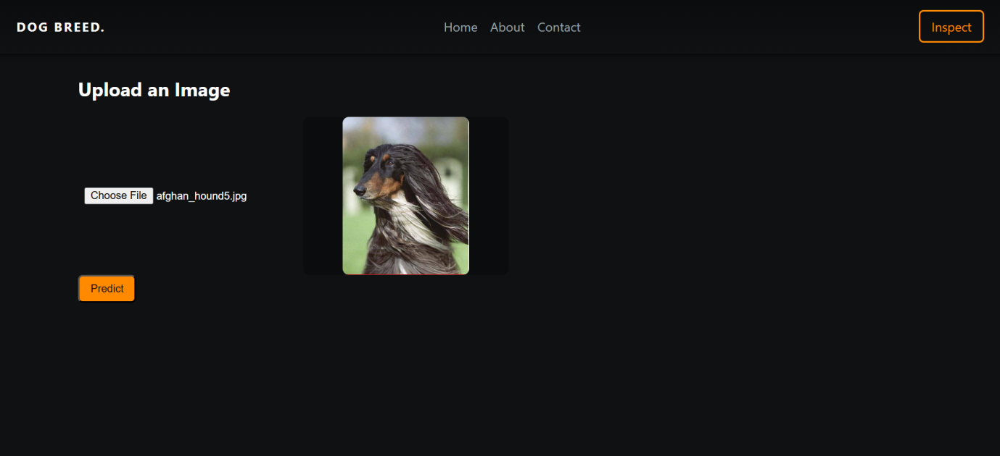 DOG BREED.
Home About Contact
Inspect
Upload an Image
Choose File afghan_hound5.jpg
Predict